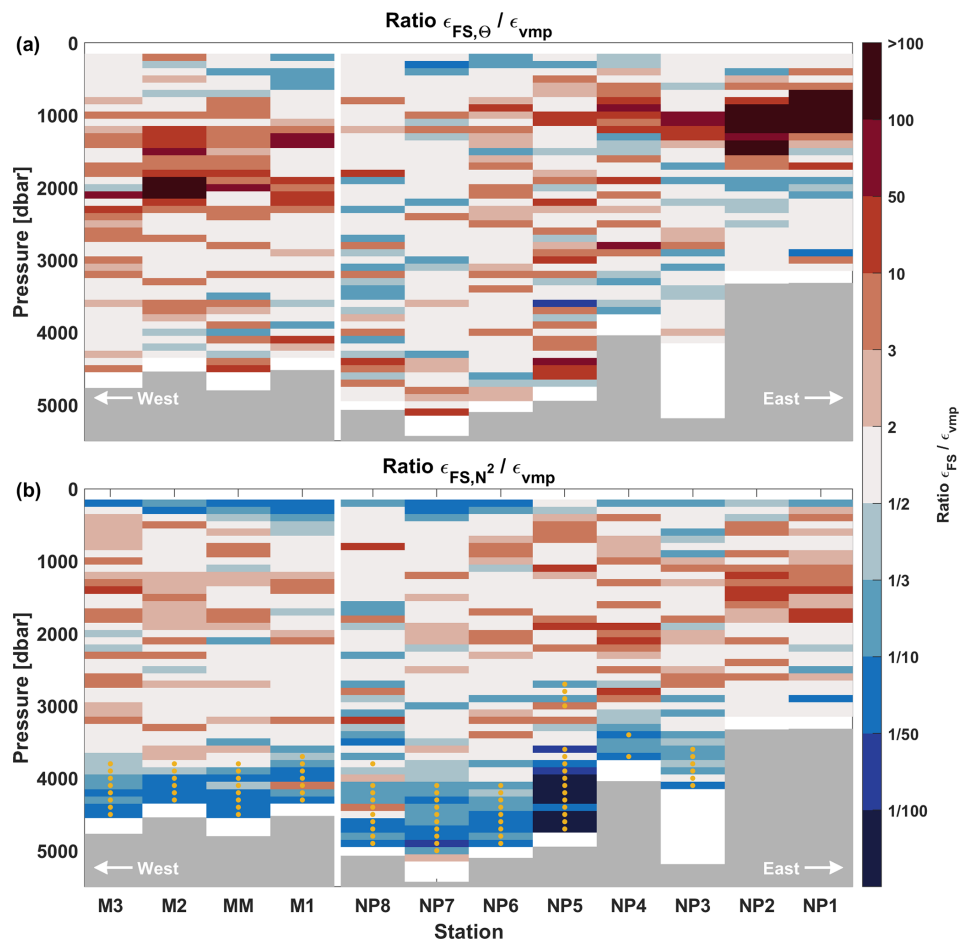 Ratio ϵFS,Θ / ϵvmp
(a)
0
1000
2000
3000
4000
5000
Pressure [dbar]
West
East
Ratio ϵFS,N² / ϵvmp
(b)
0
1000
2000
3000
4000
5000
Pressure [dbar]
West
East
M3 M2 MM M1 NP8 NP7 NP6 NP5 NP4 NP3 NP2 NP1
Station
>100
100
50
10
3
2
1/2
1/3
1/10
1/50
1/100
Ratio ϵFS / ϵvmp